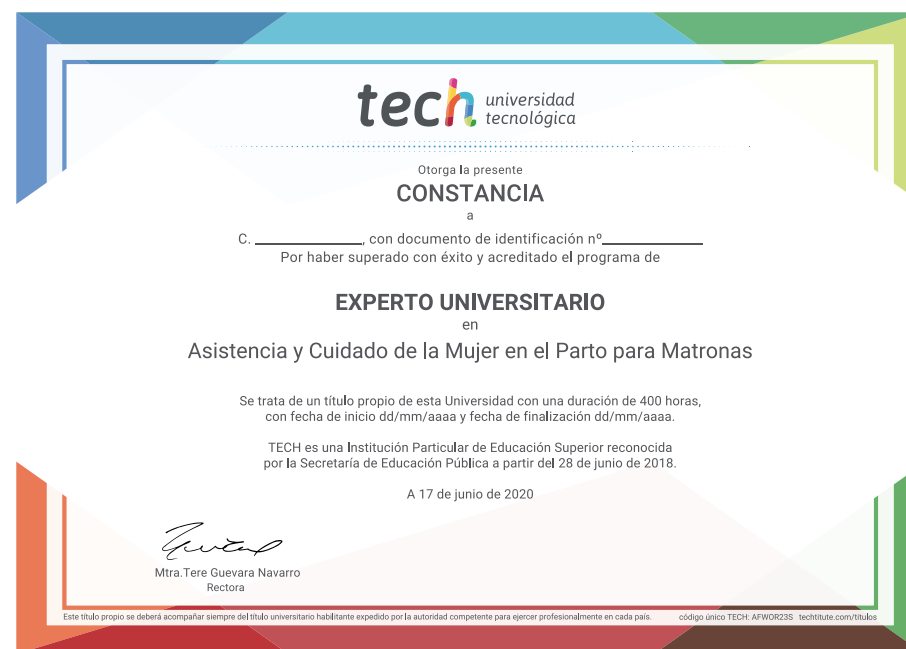 tech universidad
tecnológica
Otorga la presente
CONSTANCIA
a
C. ______________, con documento de identificación nº_____________
Por haber superado con éxito y acreditado el programa de
EXPERTO UNIVERSITARIO
en
Asistencia y Cuidado de la Mujer en el Parto para Matronas
Se trata de un título propio de esta Universidad con una duración de 400 horas,
con fecha de inicio dd/mm/aaaa y fecha de finalización dd/mm/aaaa.
TECH es una Institución Particular de Educación Superior reconocida
por la Secretaría de Educación Pública a partir del 28 de junio de 2018.
A 17 de junio de 2020
Mtra.Tere Guevara Navarro
Rectora
Este título propio se deberá acompañar siempre del título universitario habilitante expedido por la autoridad competente para ejercer profesionalmente en cada país. código único TECH: AFWOR23S techtitute.com/titulos